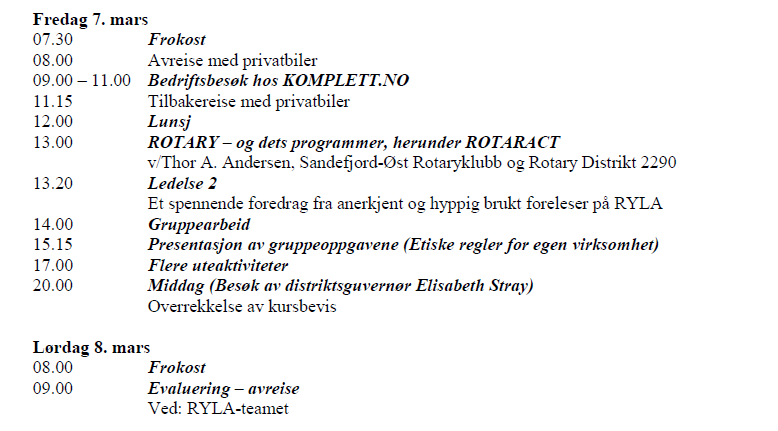 Fredag 7. mars
07.30 Frokost
08.00 Avreise med privatbiler
09.00 – 11.00 Bedriftsbesøk hos KOMPLETT.NO
11.15 Tilbakereise med privatbiler
12.00 Lunsj
13.00 ROTARY – og dets programmer, herunder ROTARACT
v/Thor A. Andersen, Sandefjord-Øst Rotaryklubb og Rotary Distrikt 2290
13.20 Ledelse 2
Et spennende foredrag fra anerkjent og hyppig brukt foreleser på RYLA
14.00 Gruppearbeid
15.15 Presentasjon av gruppeoppgavene (Etiske regler for egen virksomhet)
17.00 Flere uteaktiviteter
20.00 Middag (Besøk av distriktsguvernør Elisabeth Stray)
Overrekkelse av kursbevis
Lørdag 8. mars
08.00 Frokost
09.00 Evaluering – avreise
Ved: RYLA-teamet